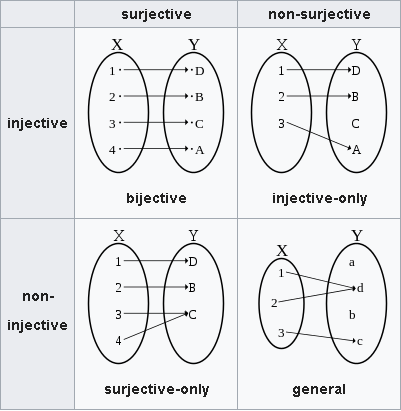 surjective non-surjective
injective
X Y
1 · · D
2 · · B
3 · · C
4 · · A
bijective
X Y
1 D
2 B
3 C
A
injective-only
non-
injective
X Y
1 D
2 B
3 C
4
surjective-only
X Y
a
1 d
2 b
3 c
general